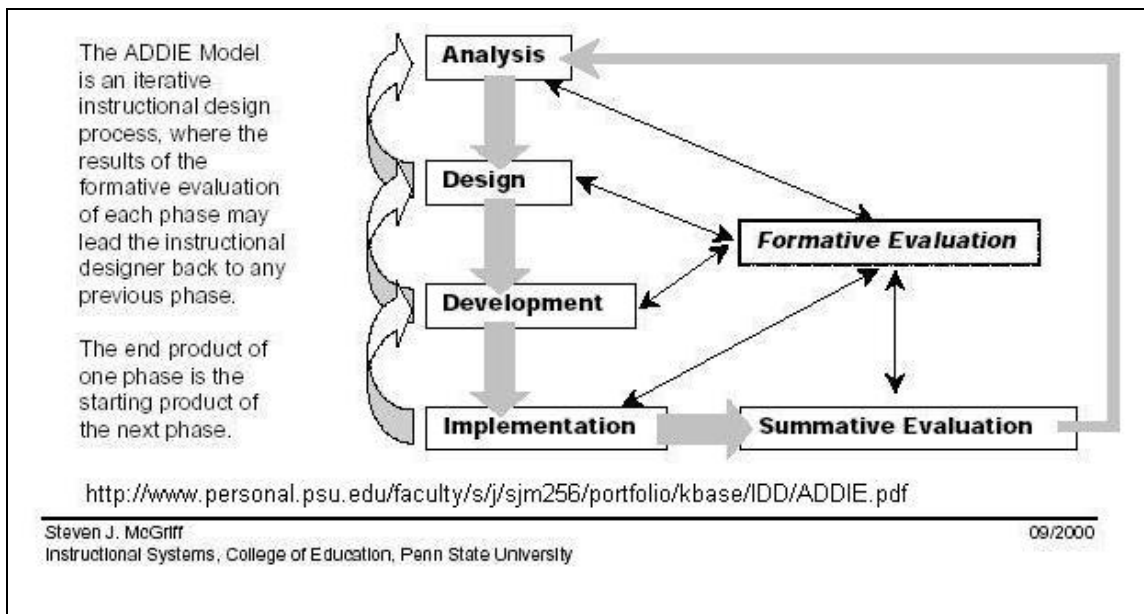 The ADDIE Model
is an iterative
instructional design
process, where the
results of the
formative evaluation
of each phase may
lead the instructional
designer back to any
previous phase.
The end product of
one phase is the
starting product of
the next phase.
Analysis
Design
Formative Evaluation
Development
Implementation
Summative Evaluation
http://www.personal.psu.edu/faculty/s/j/sjm256/portfolio/kbase/IDD/ADDIE.pdf
Steven J. McGriff
09/2000
Instructional Systems, College of Education, Penn State University